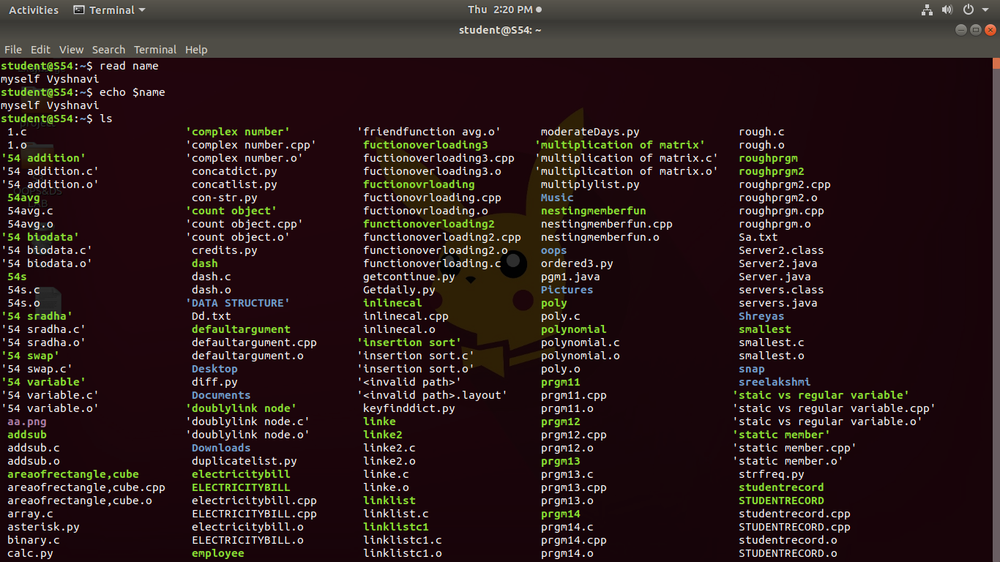 Activities Terminal Thu 2:20 PM
student@S54: ~
File Edit View Search Terminal Help
student@S54:~$ read name
myself Vyshnavi
student@S54:~$ echo $name
myself Vyshnavi
student@S54:~$ ls
1.c 'complex number' 'friendfunction avg.o' moderateDays.py rough.c
1.o 'complex number.cpp' fuctionoverloading3 'multiplication of matrix' rough.o
'54 addition' 'complex number.o' fuctionoverloading3.cpp 'multiplication of matrix.c' roughprgm
'54 addition.c' concatdict.py fuctionoverloading3.o 'multiplication of matrix.o' roughprgm2
'54 addition.o' concatlist.py fuctionovrloading multiplylist.py roughprgm2.cpp
54avg con-str.py fuctionovrloading.cpp Music roughprgm2.o
54avg.c 'count object' fuctionovrloading.o nestingmemberfun roughprgm.cpp
54avg.o 'count object.cpp' functionoverloading2 nestingmemberfun.cpp roughprgm.o
'54 biodata' 'count object.o' functionoverloading2.cpp nestingmemberfun.o Sa.txt
'54 biodata.c' credits.py functionoverloading2.o oops Server2.class
'54 biodata.o' dash functionoverloading.c ordered3.py Server2.java
54s dash.c getcontinue.py pgm1.java Server.java
54s.c dash.o Getdaily.py Pictures servers.class
54s.o 'DATA STRUCTURE' inlinecal poly servers.java
'54 sradha' Dd.txt inlinecal.cpp poly.c Shreyas
'54 sradha.c' defaultargument inlinecal.o polynomial smallest
'54 sradha.o' defaultargument.cpp 'insertion sort' polynomial.c smallest.c
'54 swap' defaultargument.o 'insertion sort.c' polynomial.o smallest.o
'54 swap.c' Desktop 'insertion sort.o' poly.o snap
'54 variable' diff.py '<invalid path>' prgm11 sreelakshmi
'54 variable.c' Documents '<invalid path>.layout' prgm11.cpp 'staic vs regular variable'
'54 variable.o' 'doublylink node' keyfinddict.py prgm11.o 'staic vs regular variable.cpp'
aa.png 'doublylink node.c' linke prgm12 'staic vs regular variable.o'
addsub 'doublylink node.o' linke2 prgm12.cpp 'static member'
addsub.c Downloads linke2.c prgm12.o 'static member.cpp'
addsub.o duplicatelist.py linke2.o prgm13 'static member.o'
areaofrectangle,cube electricitybill linke.c prgm13.c strfreq.py
areaofrectangle,cube.cpp ELECTRICITYBILL linke.o prgm13.cpp studentrecord
areaofrectangle,cube.o electricitybill.cpp linklist prgm13.o STUDENTRECORD
array.c ELECTRICITYBILL.cpp linklist.c prgm14 studentrecord.cpp
asterisk.py electricitybill.o linklistc1 prgm14.c STUDENTRECORD.cpp
binary.c ELECTRICITYBILL.o linklistc1.c prgm14.cpp studentrecord.o
calc.py employee linklistc1.o prgm14.o STUDENTRECORD.o